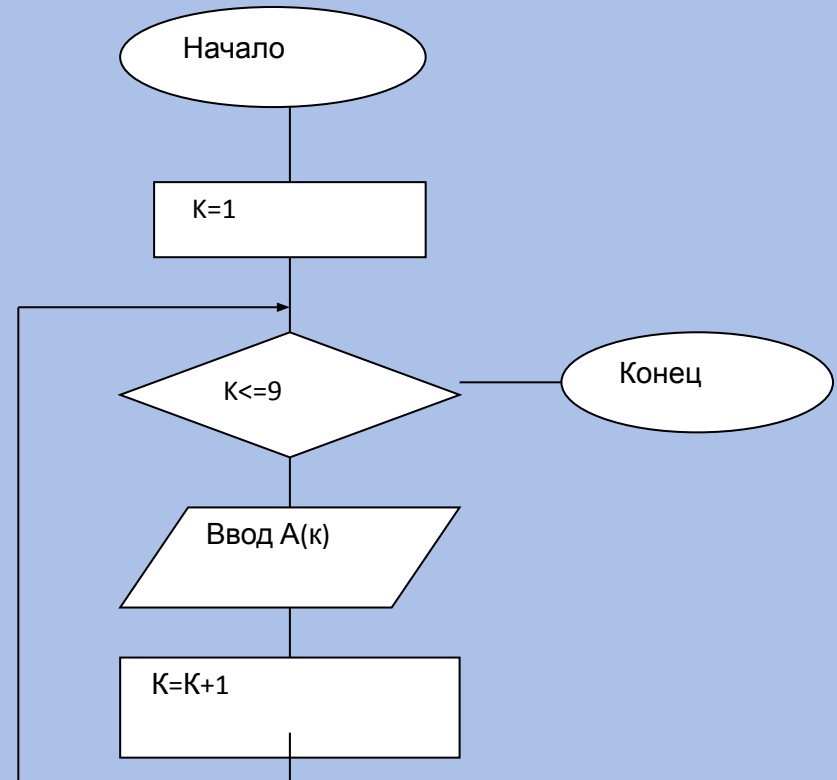 Начало
K=1
K<=9
Конец
Ввод А(к)
К=К+1